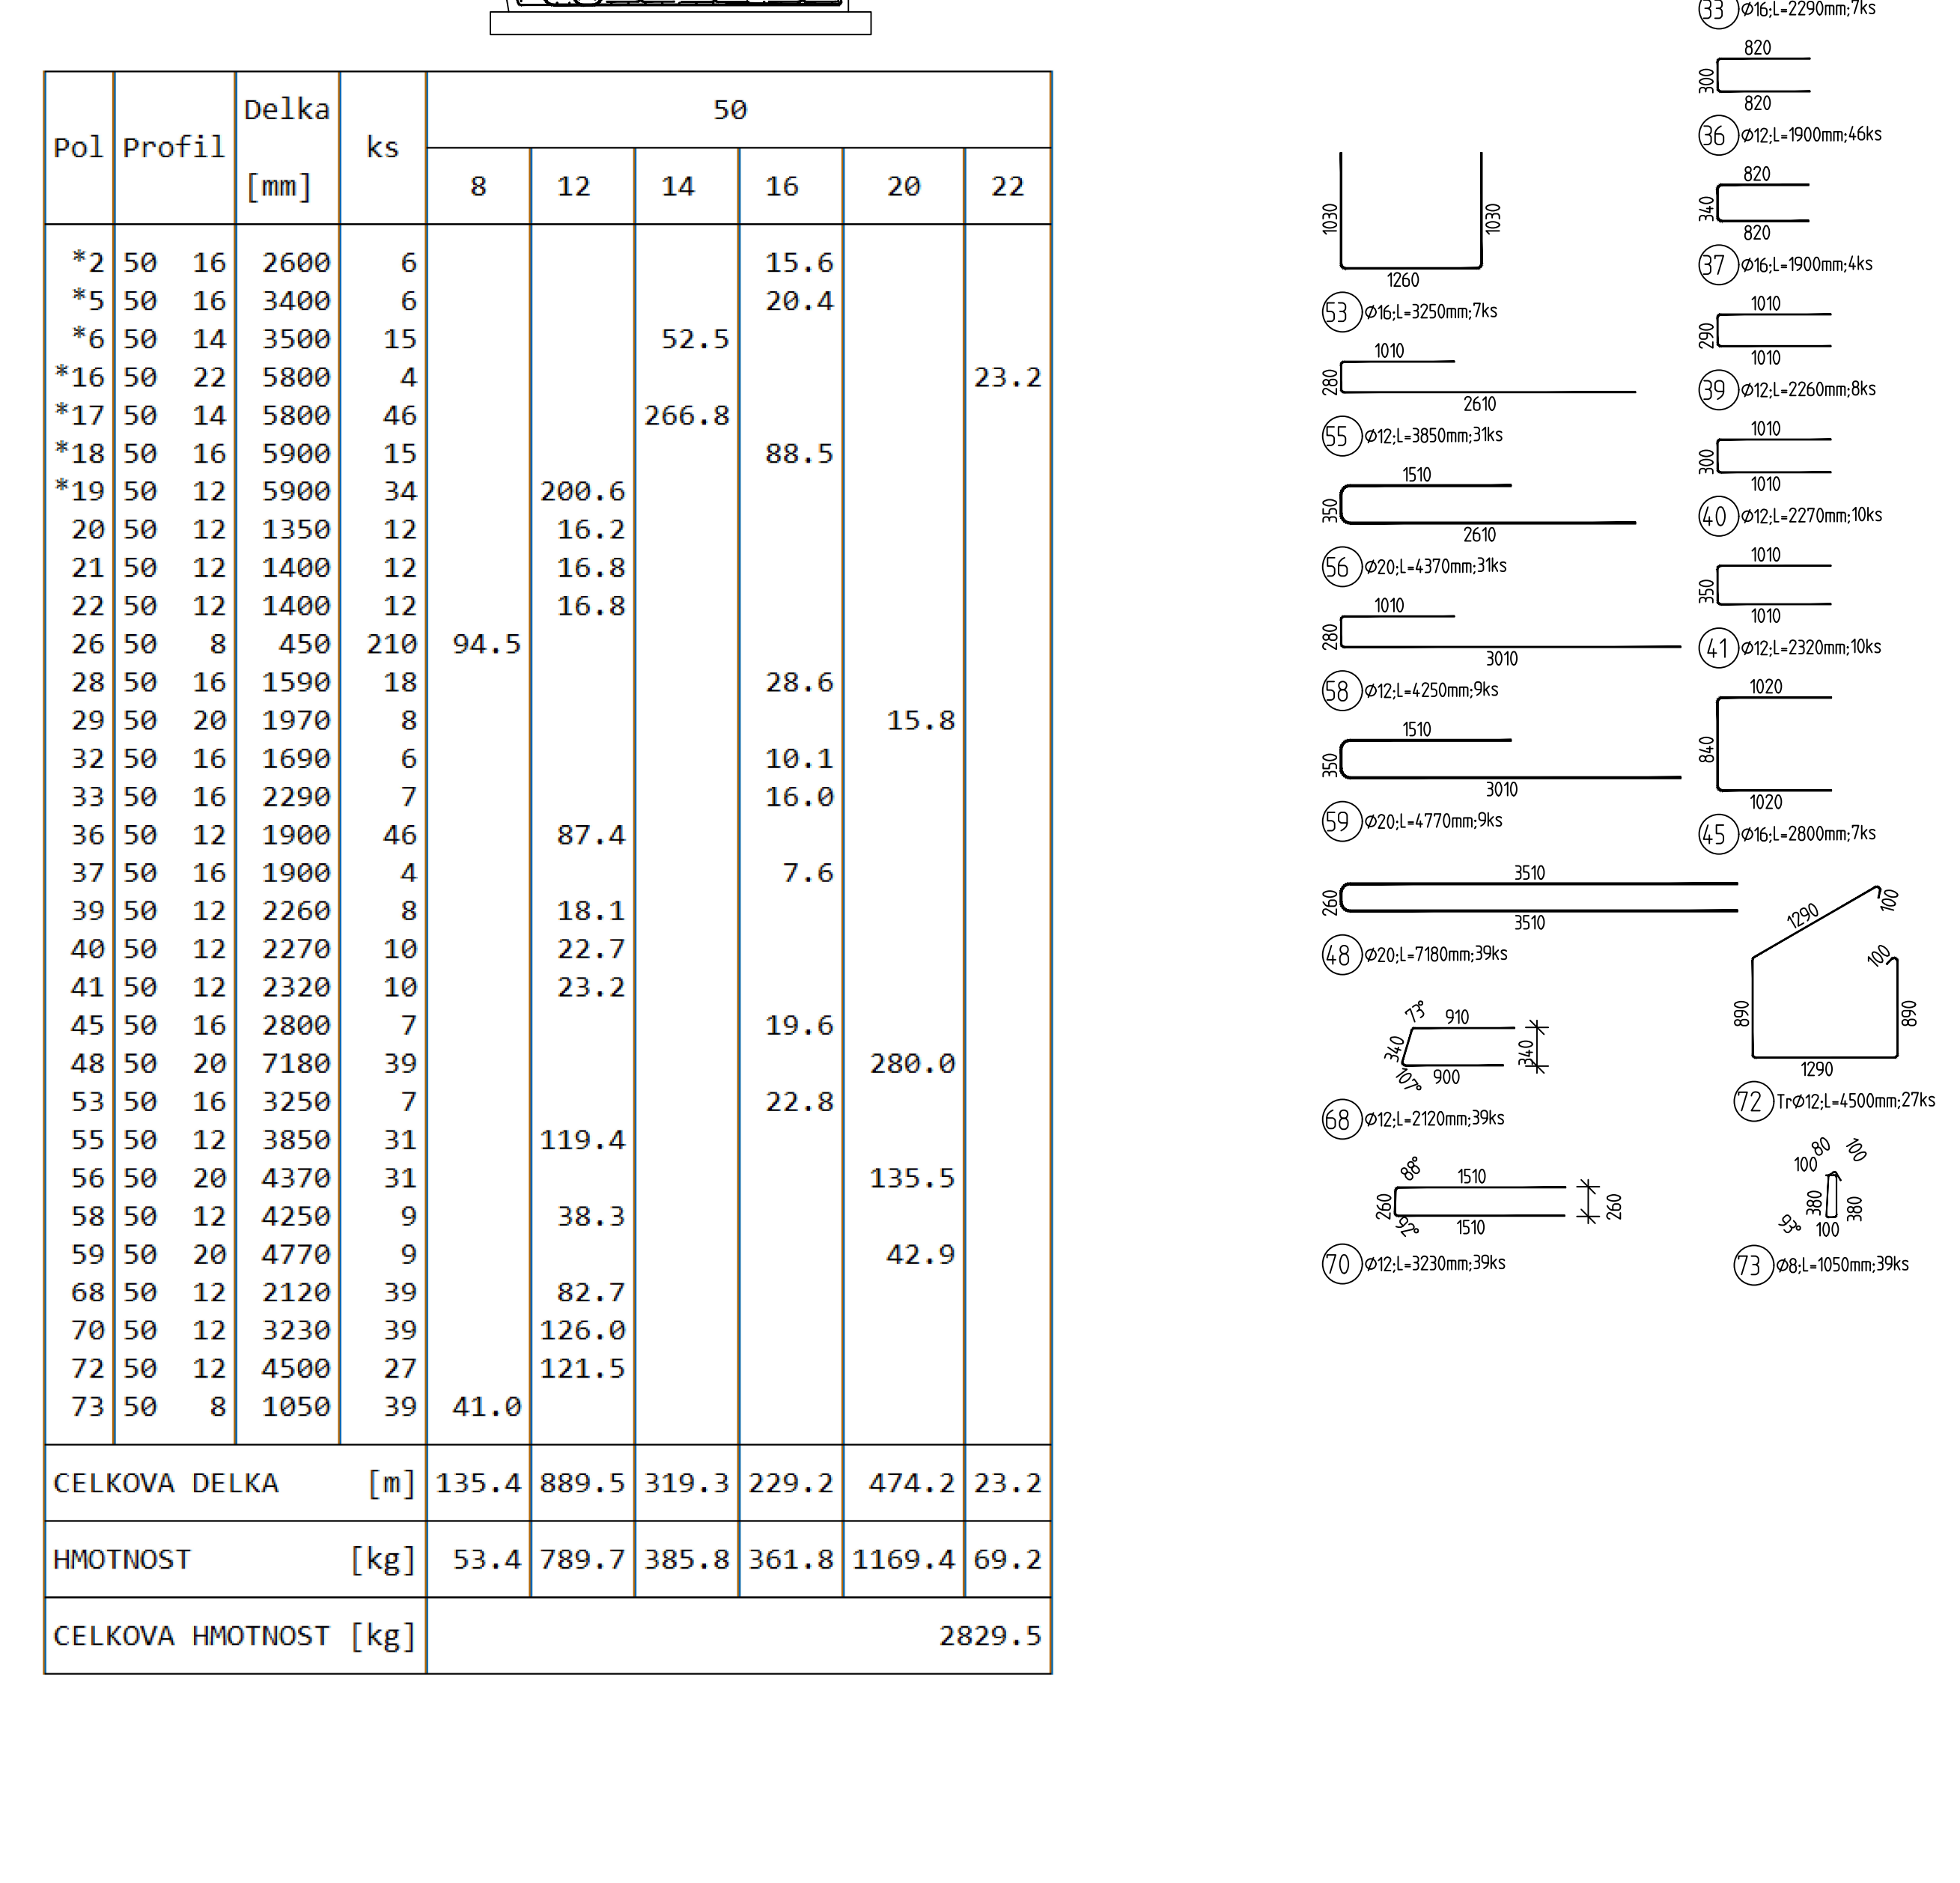 Pol Profil Delka [mm] ks 50
8 12 14 16 20 22
*2 50 16 2600 6 15.6
*5 50 16 3400 6 20.4
*6 50 14 3500 15 52.5
*16 50 22 5800 4 23.2
*17 50 14 5800 46 266.8
*18 50 16 5900 15 88.5
*19 50 12 5900 34 200.6
20 50 12 1350 12 16.2
21 50 12 1400 12 16.8
22 50 12 1400 12 16.8
26 50 8 450 210 94.5
28 50 16 1590 18 28.6
29 50 20 1970 8 15.8
32 50 16 1690 6 10.1
33 50 16 2290 7 16.0
36 50 12 1900 46 87.4
37 50 16 1900 4 7.6
39 50 12 2260 8 18.1
40 50 12 2270 10 22.7
41 50 12 2320 10 23.2
45 50 16 2800 7 19.6
48 50 20 7180 39 280.0
53 50 16 3250 7 22.8
55 50 12 3850 31 119.4
56 50 20 4370 31 135.5
58 50 12 4250 9 38.3
59 50 20 4770 9 42.9
68 50 12 2120 39 82.7
70 50 12 3230 39 126.0
72 50 12 4500 27 121.5
73 50 8 1050 39 41.0
CELKOVA DELKA [m] 135.4 889.5 319.3 229.2 474.2 23.2
HMOTNOST [kg] 53.4 789.7 385.8 361.8 1169.4 69.2
CELKOVA HMOTNOST [kg] 2829.5
1030
1030
1260
53 Ø16;L=3250mm;7ks
1010
280
2610
55 Ø12;L=3850mm;31ks
1510
350
2610
56 Ø20;L=4370mm;31ks
1010
280
3010
58 Ø12;L=4250mm;9ks
1510
350
3010
59 Ø20;L=4770mm;9ks
3510
260
3510
48 Ø20;L=7180mm;39ks
73°
910
340
340
107°
900
68 Ø12;L=2120mm;39ks
88°
1510
260
260
92°
1510
70 Ø12;L=3230mm;39ks
33 Ø16;L=2290mm;7ks
820
300
820
36 Ø12;L=1900mm;46ks
820
340
820
37 Ø16;L=1900mm;4ks
1010
290
1010
39 Ø12;L=2260mm;8ks
1010
300
1010
40 Ø12;L=2270mm;10ks
1010
350
1010
41 Ø12;L=2320mm;10ks
1020
840
1020
45 Ø16;L=2800mm;7ks
1290
100
100
890
890
1290
72 TrØ12;L=4500mm;27ks
80
100
100
380
380
93°
100
73 Ø8;L=1050mm;39ks